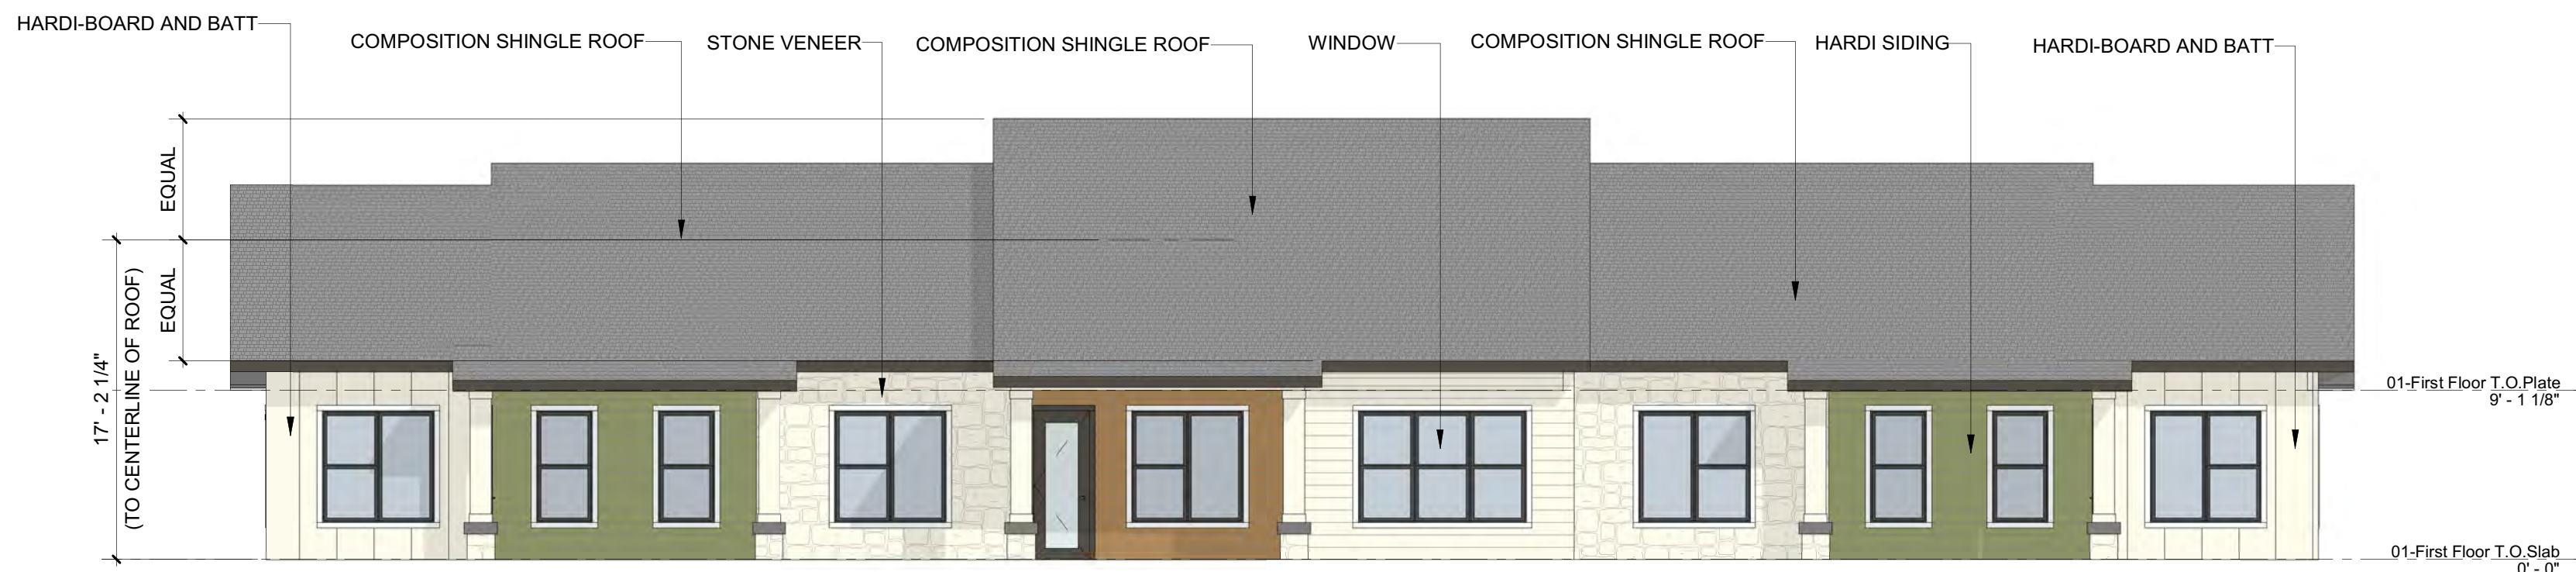 HARDI-BOARD AND BATT
COMPOSITION SHINGLE ROOF
STONE VENEER
COMPOSITION SHINGLE ROOF
WINDOW
COMPOSITION SHINGLE ROOF
HARDI SIDING
HARDI-BOARD AND BATT
EQUAL
EQUAL
17' - 2 1/4"
(TO CENTERLINE OF ROOF)
01-First Floor T.O.Plate
9' - 1 1/8"
01-First Floor T.O.Slab
0' - 0"